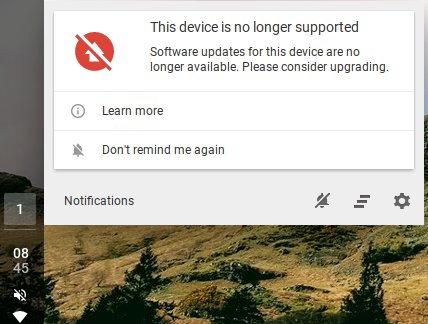 This device is no longer supported
Software updates for this device are no
longer available. Please consider upgrading.
Learn more
Don't remind me again
Notifications
1
08
45